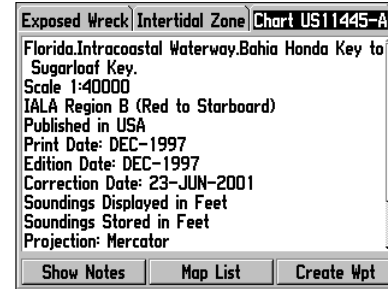 Exposed Wreck Intertidal Zone Chart US11445-A
Florida.Intracoastal Waterway.Bahia Honda Key to
Sugarloaf Key.
Scale 1:40000
IALA Region B (Red to Starboard)
Published in USA
Print Date: DEC-1997
Edition Date: DEC-1997
Correction Date: 23-JUN-2001
Soundings Displayed in Feet
Soundings Stored in Feet
Projection: Mercator
Show Notes Map List Create Wpt